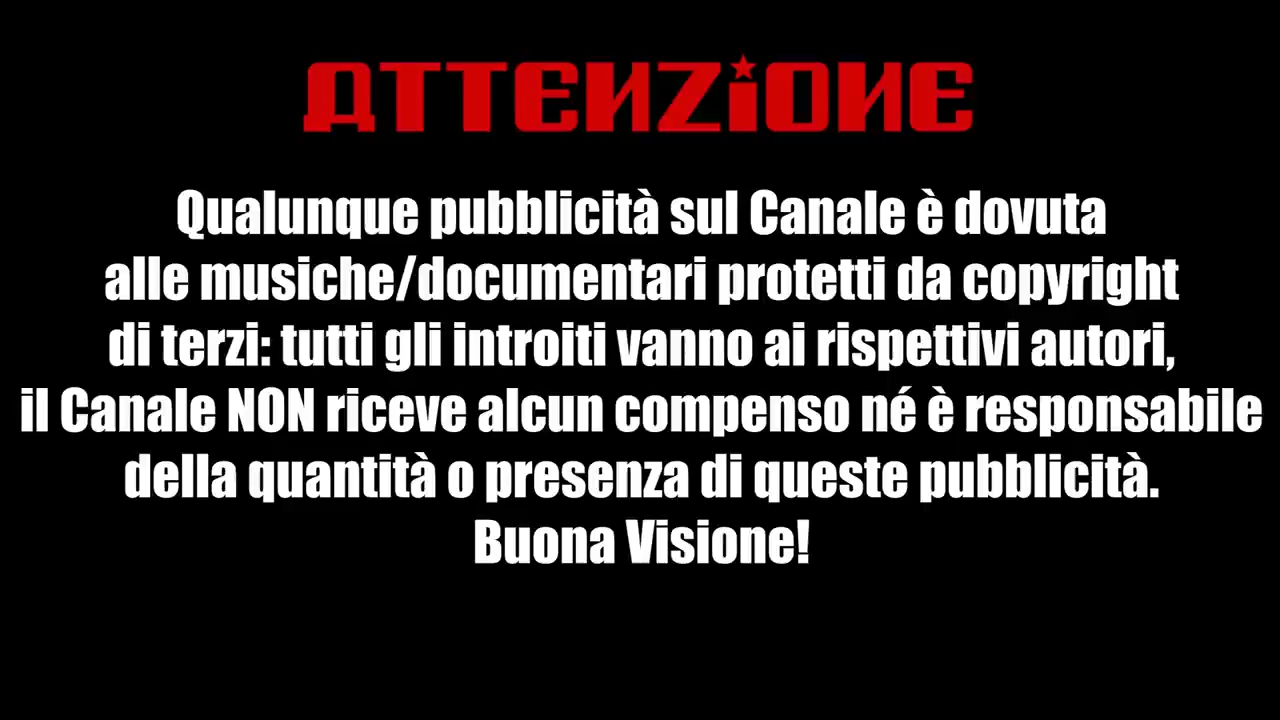 ATTENZIONE
Qualunque pubblicità sul Canale è dovuta
alle musiche/documentari protetti da copyright
di terzi: tutti gli introiti vanno ai rispettivi autori,
il Canale NON riceve alcun compenso né è responsabile
della quantità o presenza di queste pubblicità.
Buona Visione!